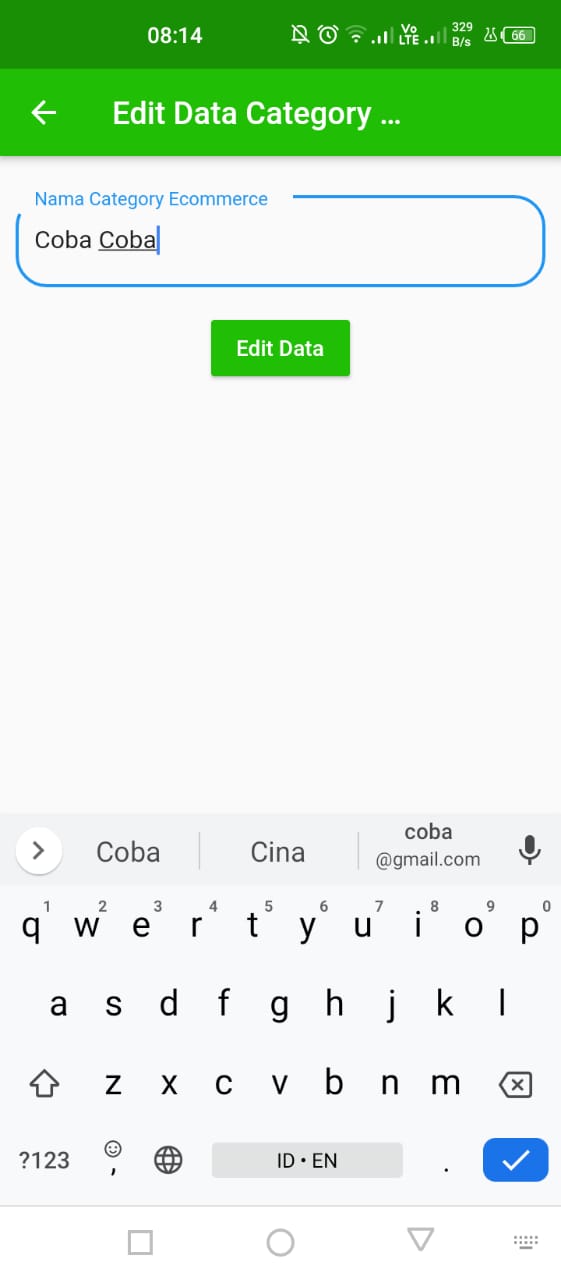 08:14 Vo LTE 329 B/s 66
Edit Data Category ...
Nama Category Ecommerce
Coba Coba
Edit Data
Coba Cina coba
@gmail.com
1 2 3 4 5 6 7 8 9 0
q w e r t y u i o p
a s d f g h j k l
z x c v b n m
?123 , ID • EN .